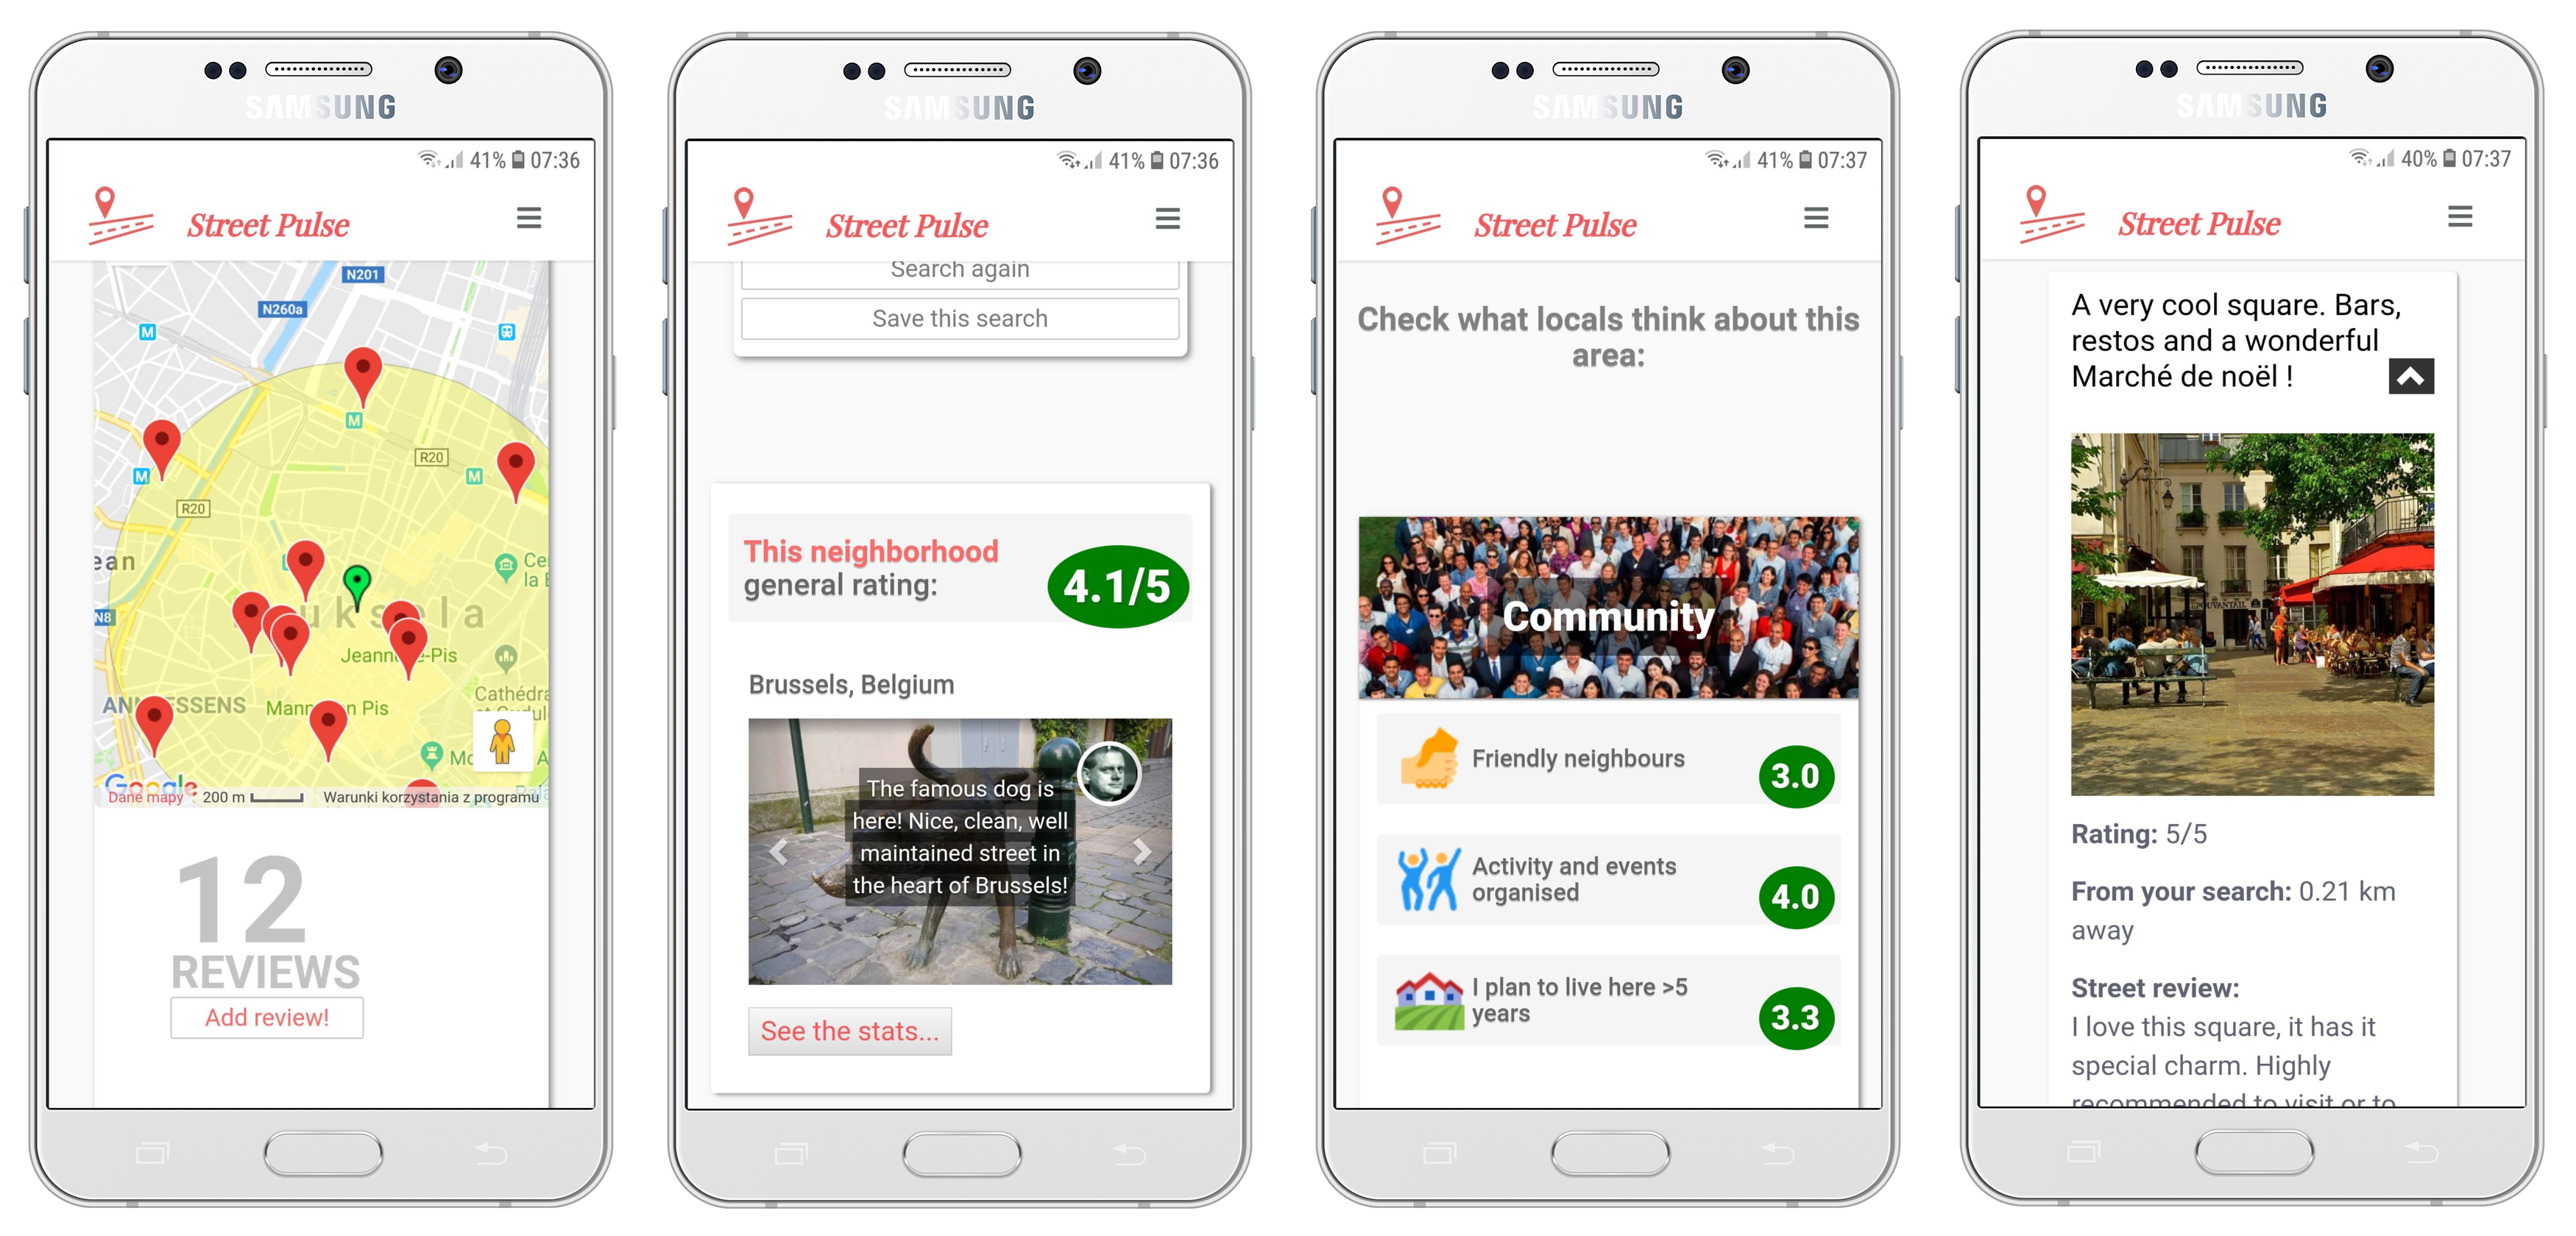 SAMSUNG
41% 07:36
Street Pulse
N201
N260a
M
M
R20
M
M
R20
ean
N8
Jeann -Pis
Cathédra
Mann n Pis
Google
Dane mapy 200 m Warunki korzystania z programu
12
REVIEWS
Add review!
SAMSUNG
41% 07:36
Street Pulse
Search again
Save this search
This neighborhood
general rating:
4.1/5
Brussels, Belgium
The famous dog is
here! Nice, clean, well
maintained street in
the heart of Brussels!
See the stats...
SAMSUNG
41% 07:37
Street Pulse
Check what locals think about this
area:
Community
Friendly neighbours
3.0
Activity and events
organised
4.0
I plan to live here >5
years
3.3
SAMSUNG
40% 07:37
Street Pulse
A very cool square. Bars,
restos and a wonderful
Marché de noël !
Rating: 5/5
From your search: 0.21 km
away
Street review:
I love this square, it has it
special charm. Highly
recommended to visit or to